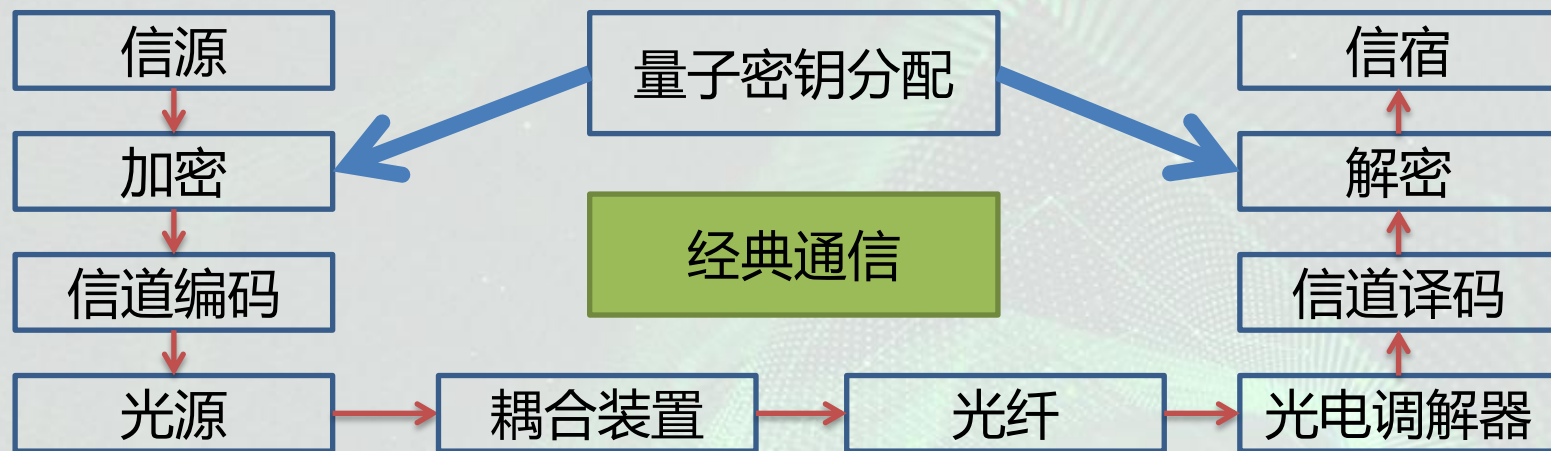 信源
量子密钥分配
信宿
加密
解密
经典通信
信道编码
信道译码
光源
耦合装置
光纤
光电调解器